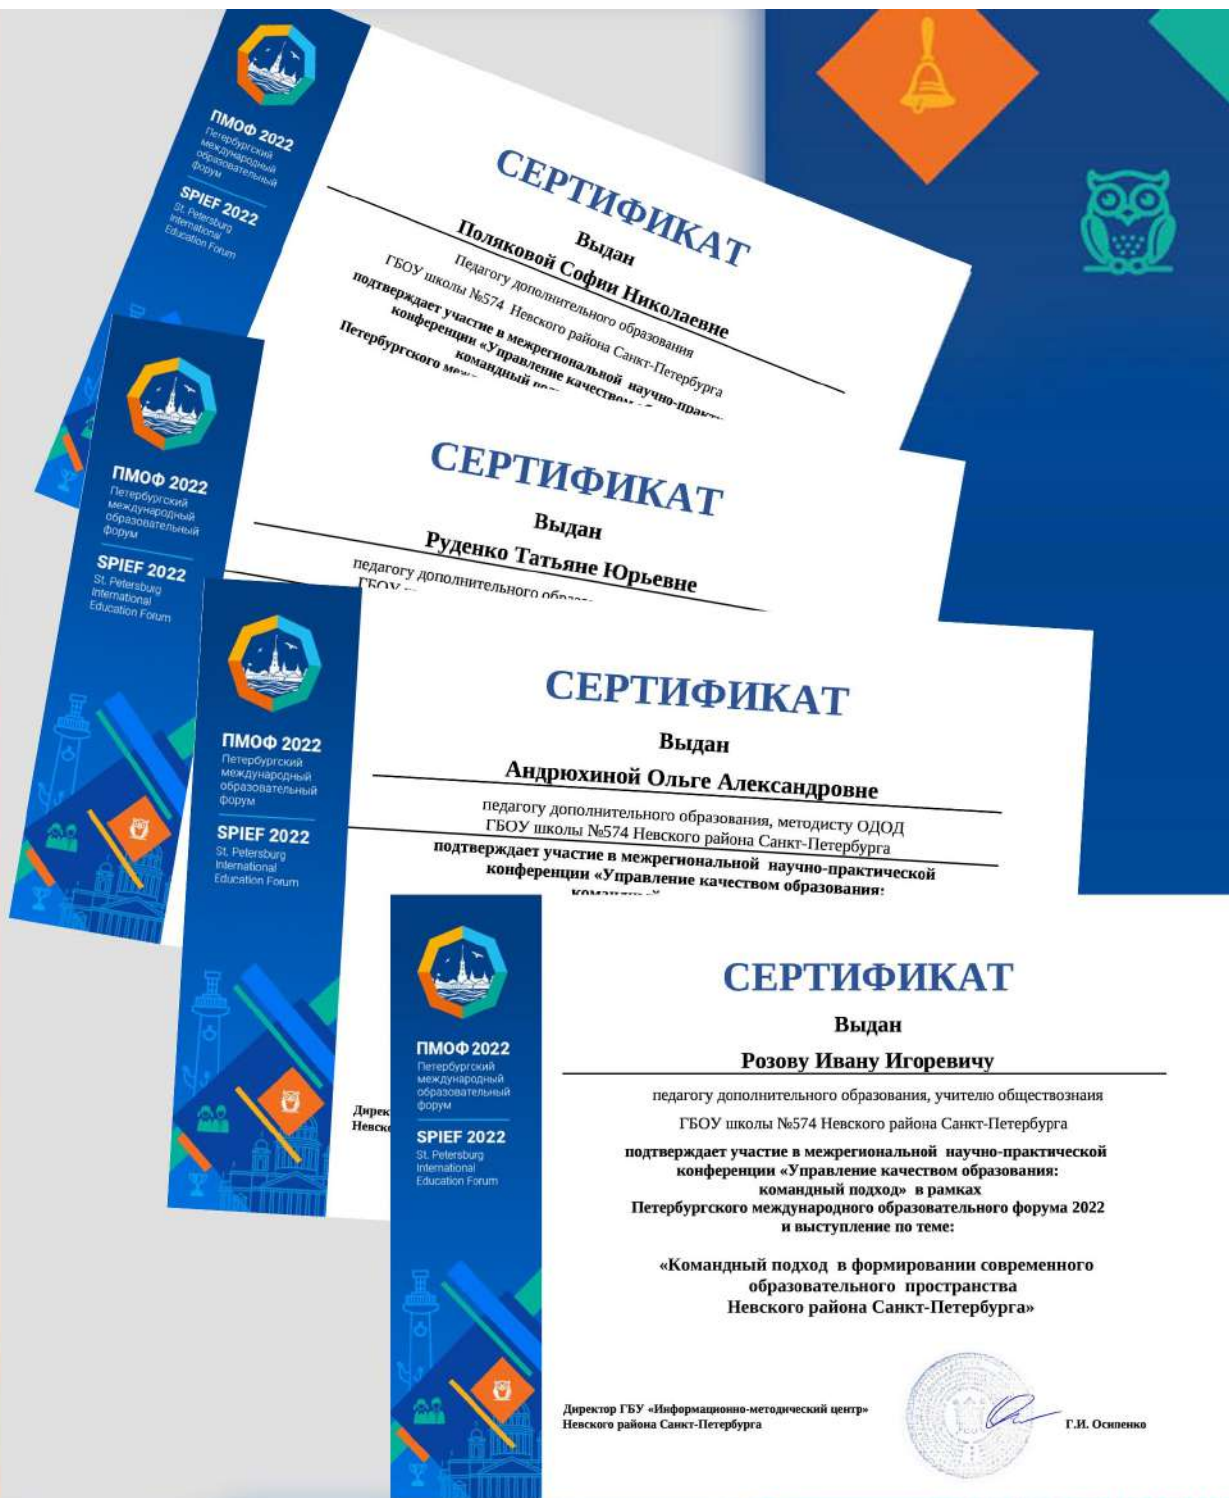 ПМОФ 2022
Петербургский
международный
образовательный
форум
SPIEF 2022
St. Petersburg
International
Education Forum
СЕРТИФИКАТ
Выдан
Поляковой Софии Николаевне
Педагогу дополнительного образования
ГБОУ школы №574 Невского района Санкт-Петербурга
подтверждает участие в межрегиональной научно-практи
конференции «Управление качеством
командный
Петербургского
ПМОФ 2022
Петербургский
международный
образовательный
форум
SPIEF 2022
St. Petersburg
International
Education Forum
СЕРТИФИКАТ
Выдан
Руденко Татьяне Юрьевне
педагогу дополнительного
ГБОУ
ПМОФ 2022
Петербургский
международный
образовательный
форум
SPIEF 2022
St. Petersburg
International
Education Forum
СЕРТИФИКАТ
Выдан
Андрюхиной Ольге Александровне
педагогу дополнительного образования, методисту ОДОД
ГБОУ школы №574 Невского района Санкт-Петербурга
подтверждает участие в межрегиональной научно-практической
конференции «Управление качеством образования:
Дирек
Невско
ПМОФ 2022
Петербургский
международный
образовательный
форум
SPIEF 2022
St. Petersburg
International
Education Forum
СЕРТИФИКАТ
Выдан
Розову Ивану Игоревичу
педагогу дополнительного образования, учителю обществознаия
ГБОУ школы №574 Невского района Санкт-Петербурга
подтверждает участие в межрегиональной научно-практической
конференции «Управление качеством образования:
командный подход» в рамках
Петербургского международного образовательного форума 2022
и выступление по теме:
«Командный подход в формировании современного
образовательного пространства
Невского района Санкт-Петербурга»
Директор ГБУ «Информационно-методический центр»
Невского района Санкт-Петербурга
Г.И. Осипенко